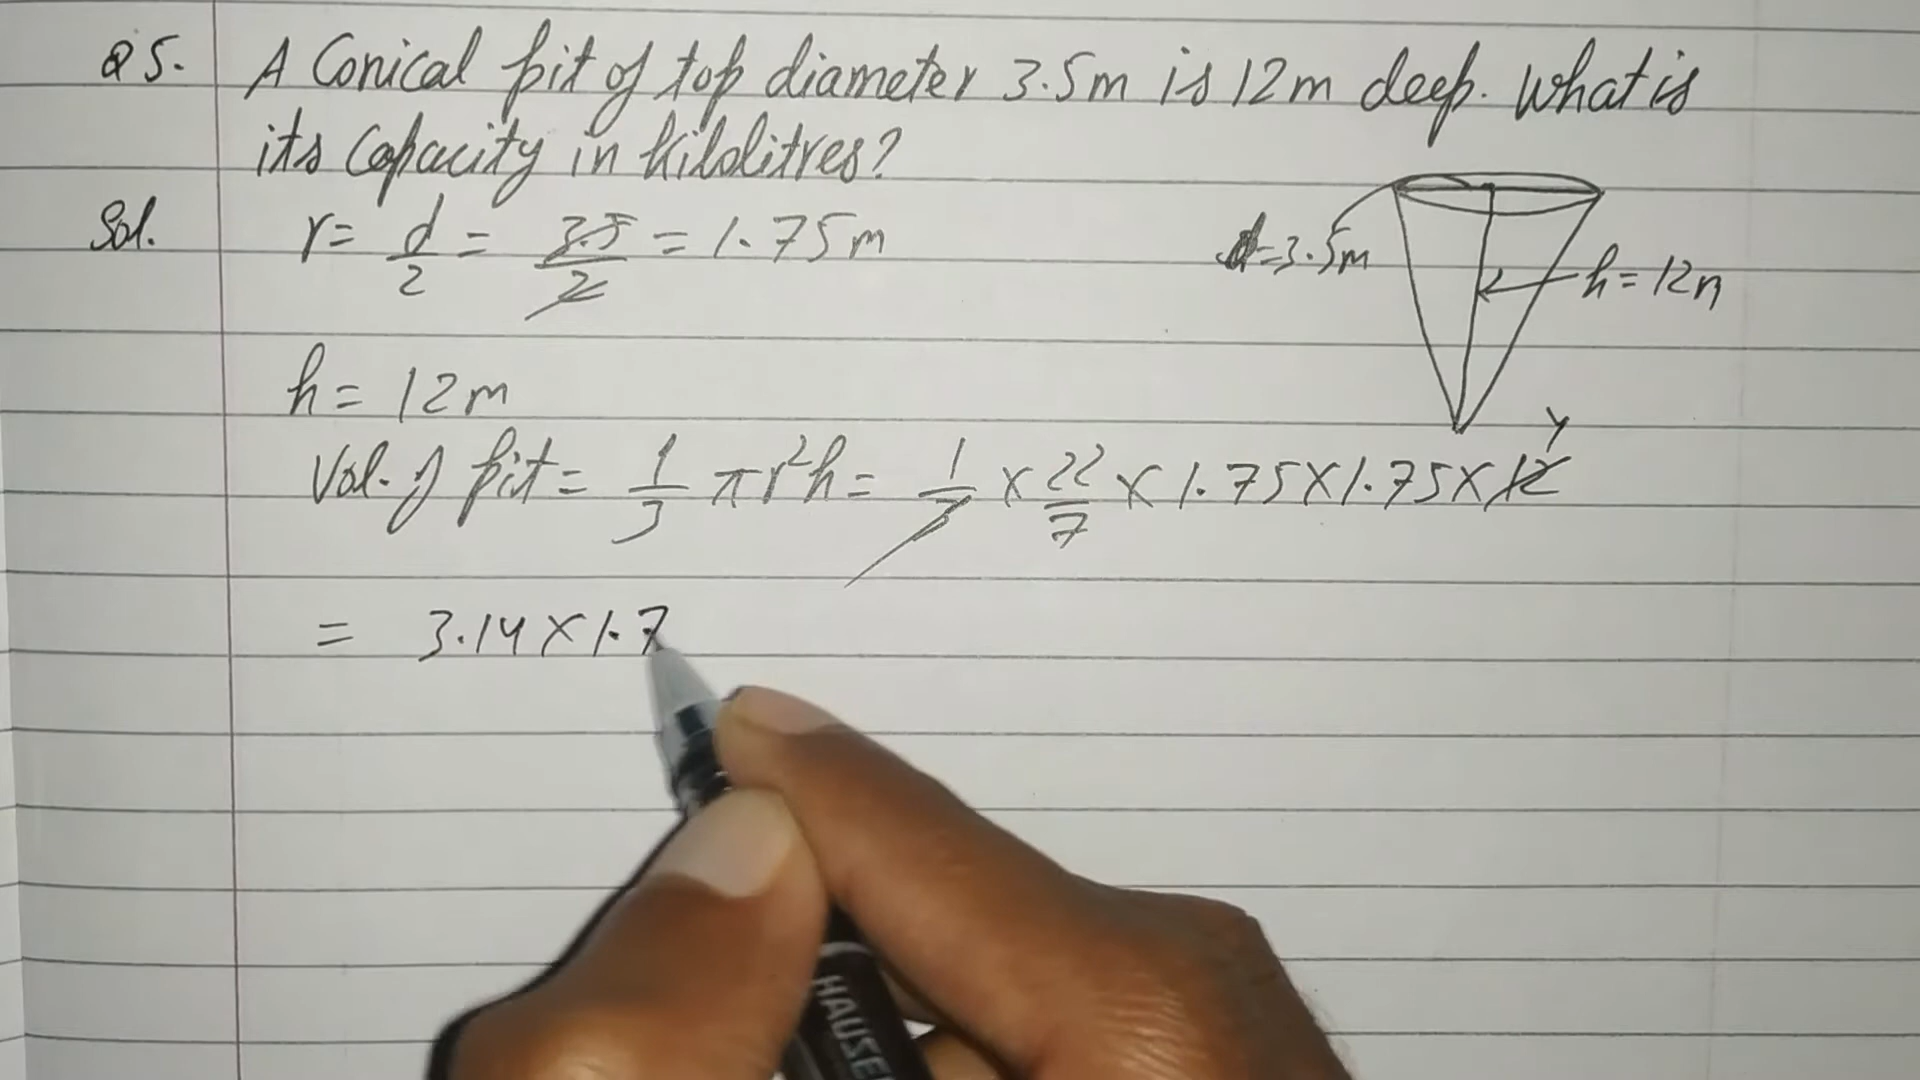 Q5. A Conical pit of top diameter 3.5m is 12m deep. What is
its Capacity in kilolitres?
Sol. r = d/2 = 3.5/2 = 1.75m
d=3.5m
h = 12m
h = 12m
Vol. of pit = 1/3 πr²h = 1/3 × 22/7 × 1.75 × 1.75 × 12 4
= 3.14 × 1.7
HAUSER